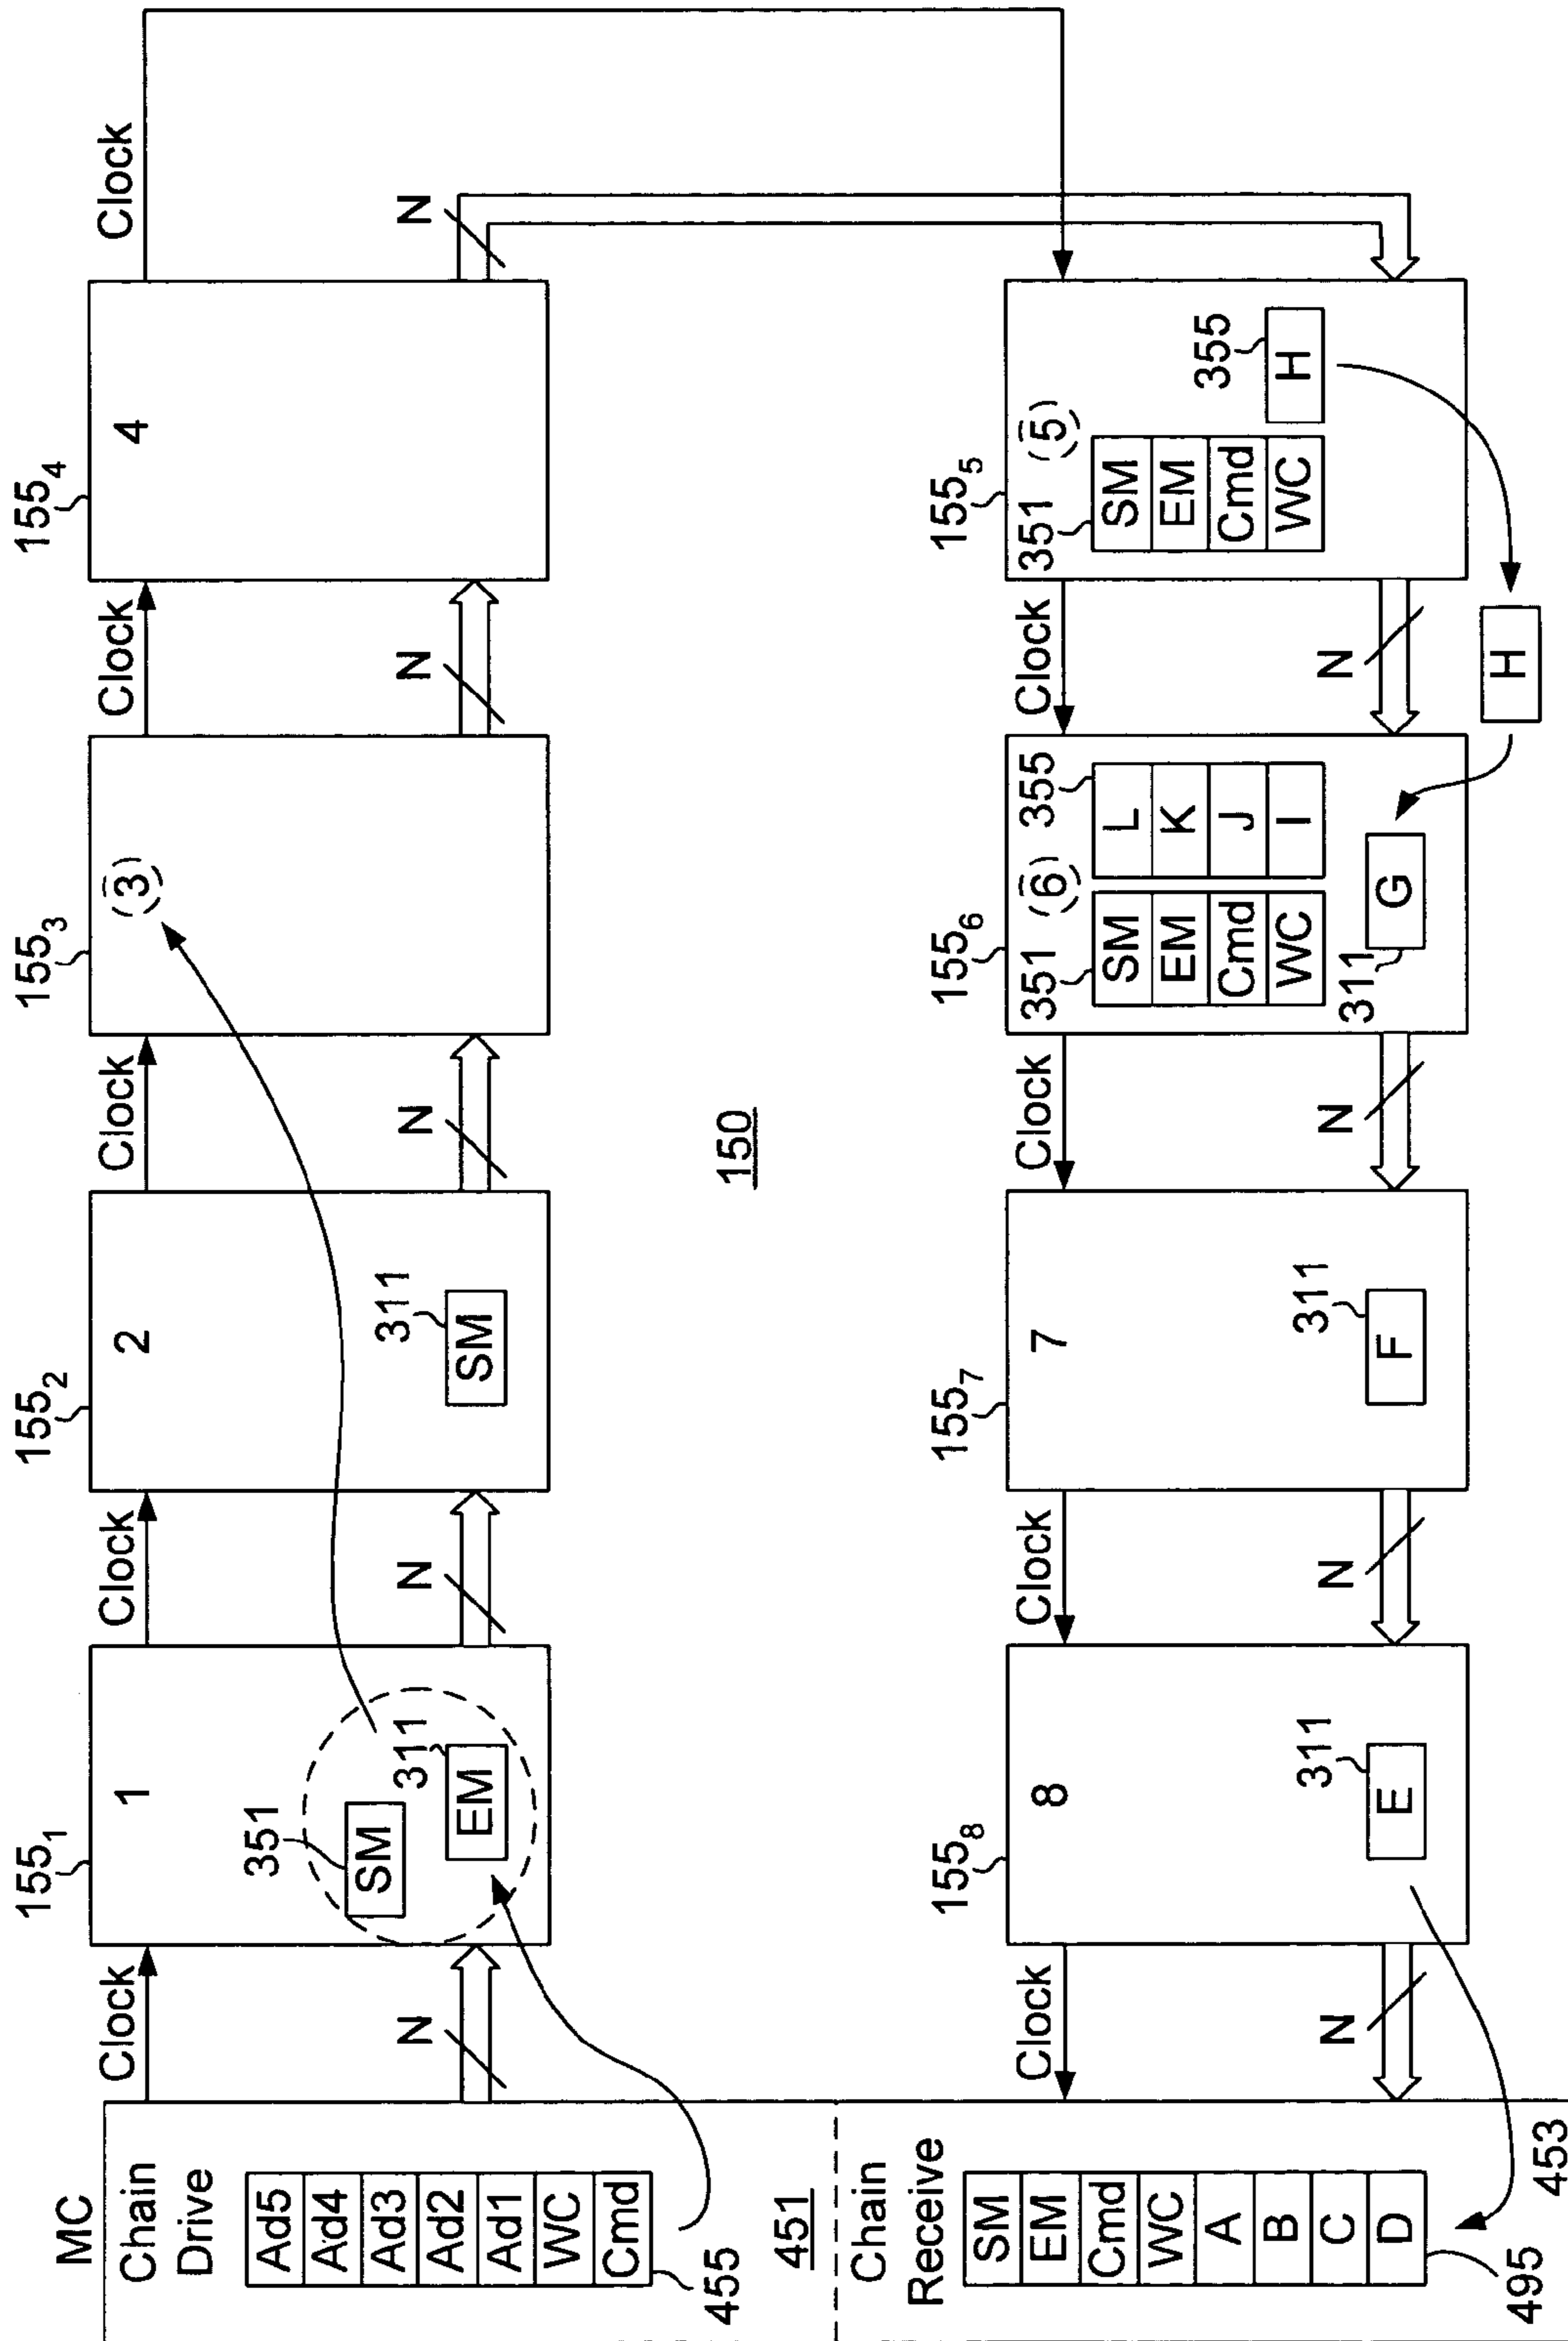 MC
Chain
Drive
Ad5
Ad4
Ad3
Ad2
Ad1
WC
Cmd
455
451
Clock
N
155₁
1
351
SM
311
EM
Clock
N
155₂
2
311
SM
Clock
N
155₃
(3)
Clock
N
155₄
4
Clock
N
150
Chain
Receive
SM
EM
Cmd
WC
A
B
C
D
495
453
Clock
N
155₈
8
311
E
Clock
N
155₇
7
311
F
Clock
N
155₆
(6)
351
SM
EM
Cmd
WC
355
L
K
J
I
311
G
Clock
N
H
155₅
(5)
351
SM
EM
Cmd
WC
355
H